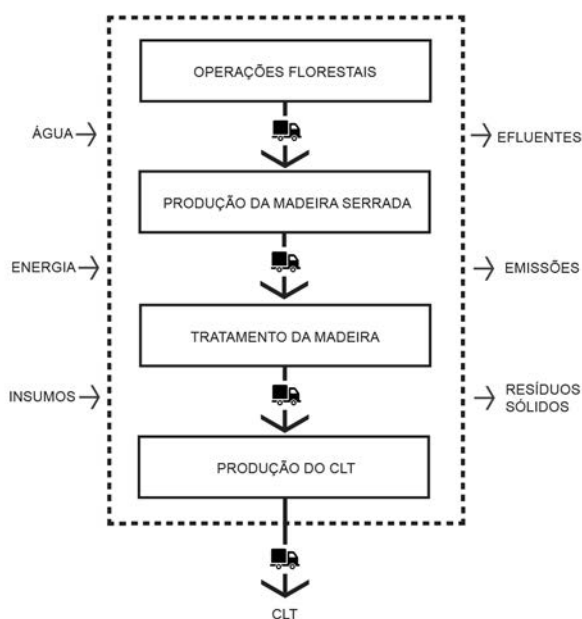 OPERAÇÕES FLORESTAIS
ÁGUA
EFLUENTES
PRODUÇÃO DA MADEIRA SERRADA
ENERGIA
EMISSÕES
TRATAMENTO DA MADEIRA
INSUMOS
RESÍDUOS
SÓLIDOS
PRODUÇÃO DO CLT
CLT